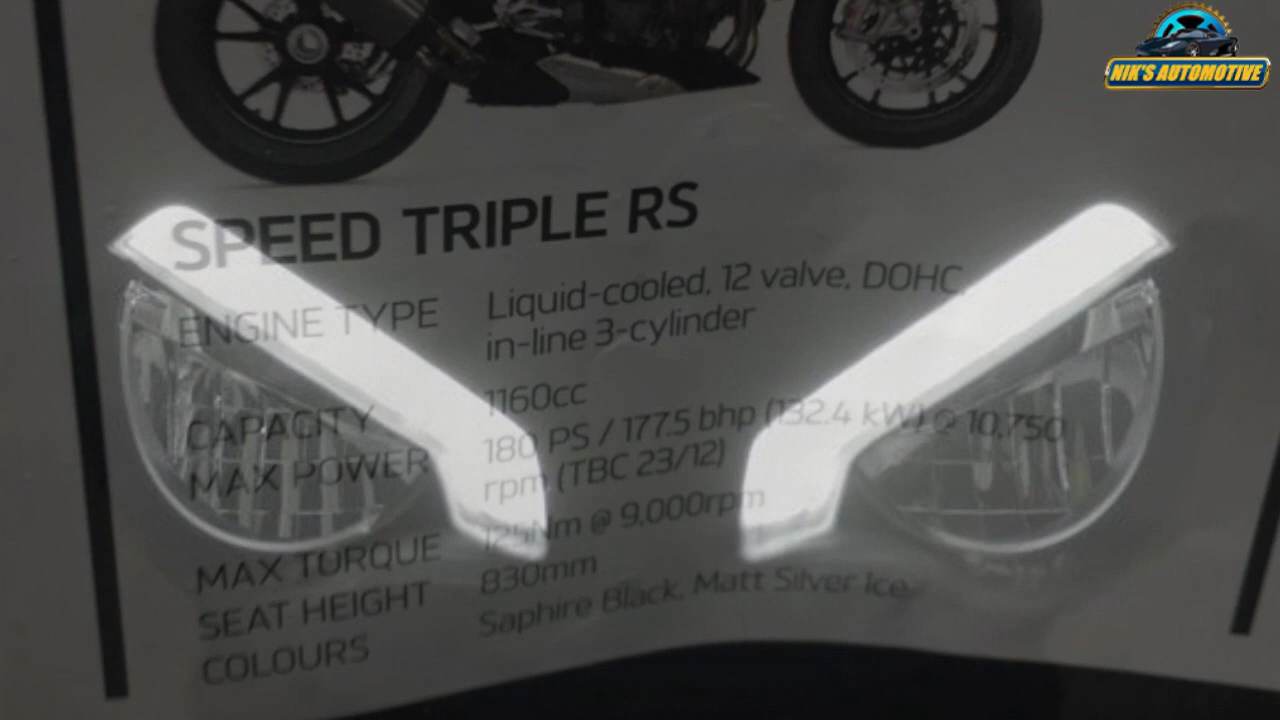 NIK'S AUTOMOTIVE
SPEED TRIPLE RS
ENGINE TYPE Liquid-cooled, 12 valve, DOHC,
in-line 3-cylinder
CAPACITY 1160cc
MAX POWER 180 PS / 177.5 bhp (132.4 kW) @ 10,750
rpm (TBC 23/12)
MAX TORQUE 125Nm @ 9,000rpm
SEAT HEIGHT 830mm
COLOURS Saphire Black, Matt Silver Ice